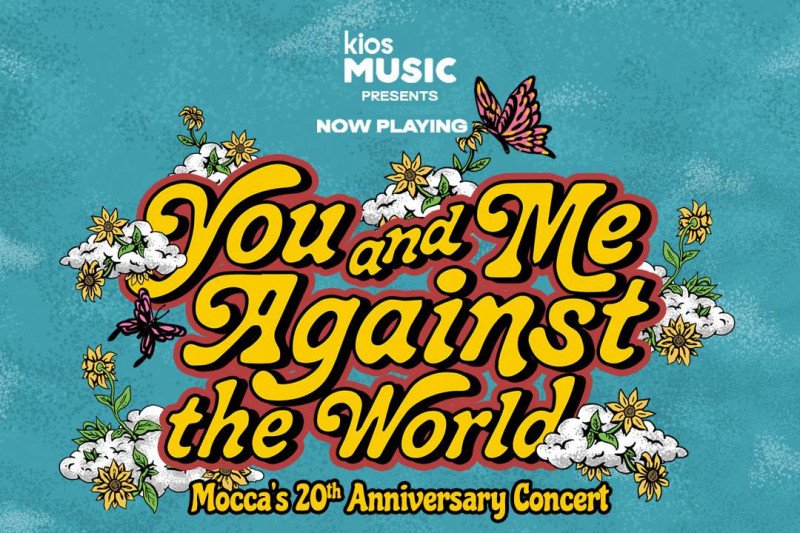 kios
MUSIC
PRESENTS
NOW PLAYING
You and Me
Against
the World
Mocca's 20th Anniversary Concert